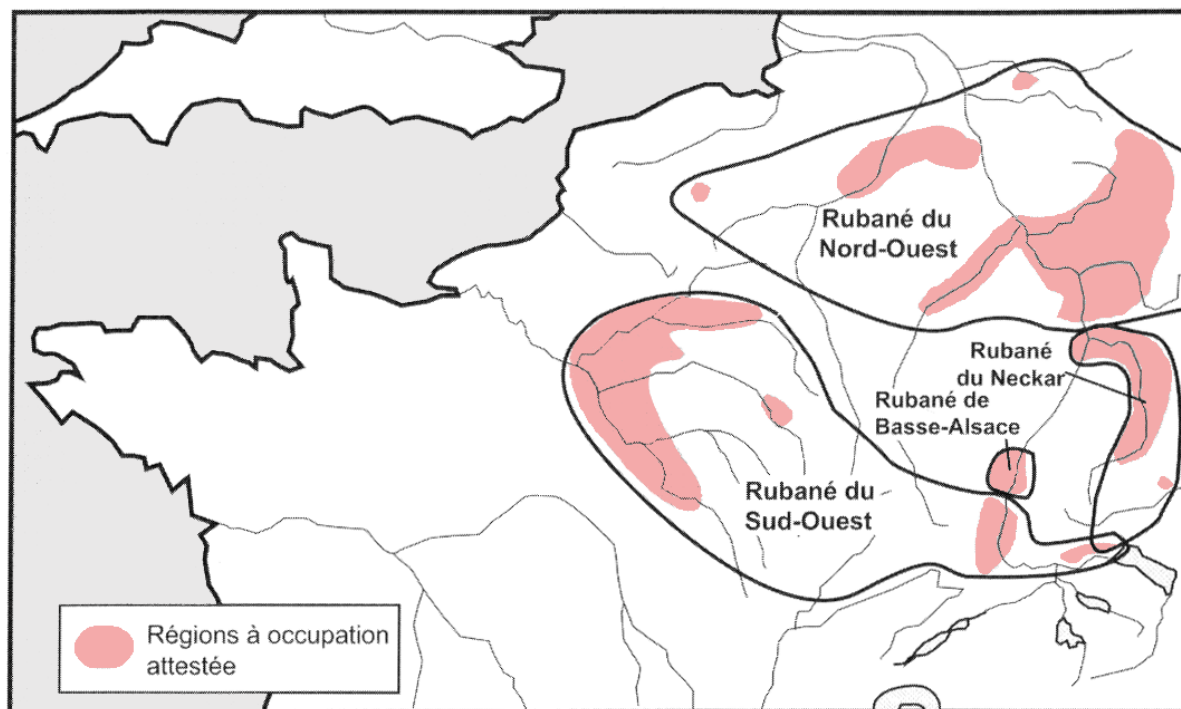 Rubané du
Nord-Ouest
Rubané
du Neckar
Rubané de
Basse-Alsace
Rubané du
Sud-Ouest
Régions à occupation
attestée